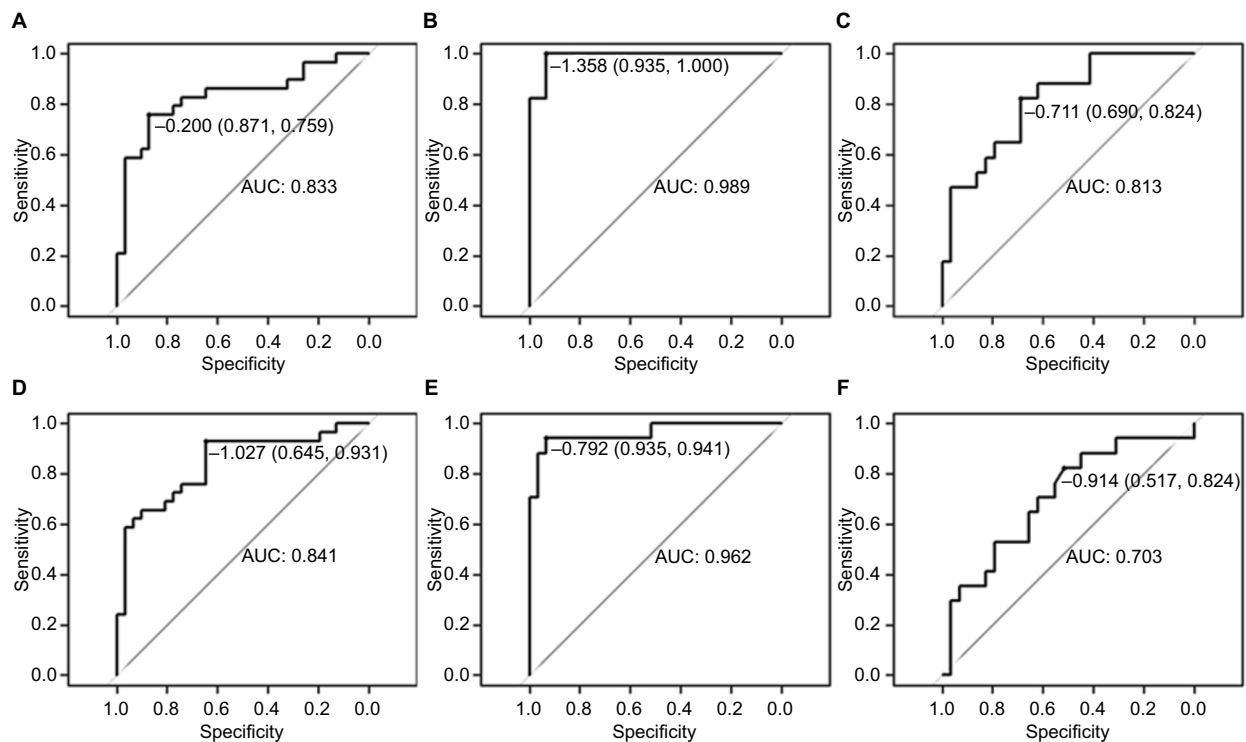 A
1.0
0.8
0.6
0.4
0.2
0.0
Sensitivity
–0.200 (0.871, 0.759)
AUC: 0.833
1.0 0.8 0.6 0.4 0.2 0.0
Specificity
B
1.0
0.8
0.6
0.4
0.2
0.0
Sensitivity
–1.358 (0.935, 1.000)
AUC: 0.989
1.0 0.8 0.6 0.4 0.2 0.0
Specificity
C
1.0
0.8
0.6
0.4
0.2
0.0
Sensitivity
–0.711 (0.690, 0.824)
AUC: 0.813
1.0 0.8 0.6 0.4 0.2 0.0
Specificity
D
1.0
0.8
0.6
0.4
0.2
0.0
Sensitivity
–1.027 (0.645, 0.931)
AUC: 0.841
1.0 0.8 0.6 0.4 0.2 0.0
Specificity
E
1.0
0.8
0.6
0.4
0.2
0.0
Sensitivity
–0.792 (0.935, 0.941)
AUC: 0.962
1.0 0.8 0.6 0.4 0.2 0.0
Specificity
F
1.0
0.8
0.6
0.4
0.2
0.0
Sensitivity
–0.914 (0.517, 0.824)
AUC: 0.703
1.0 0.8 0.6 0.4 0.2 0.0
Specificity